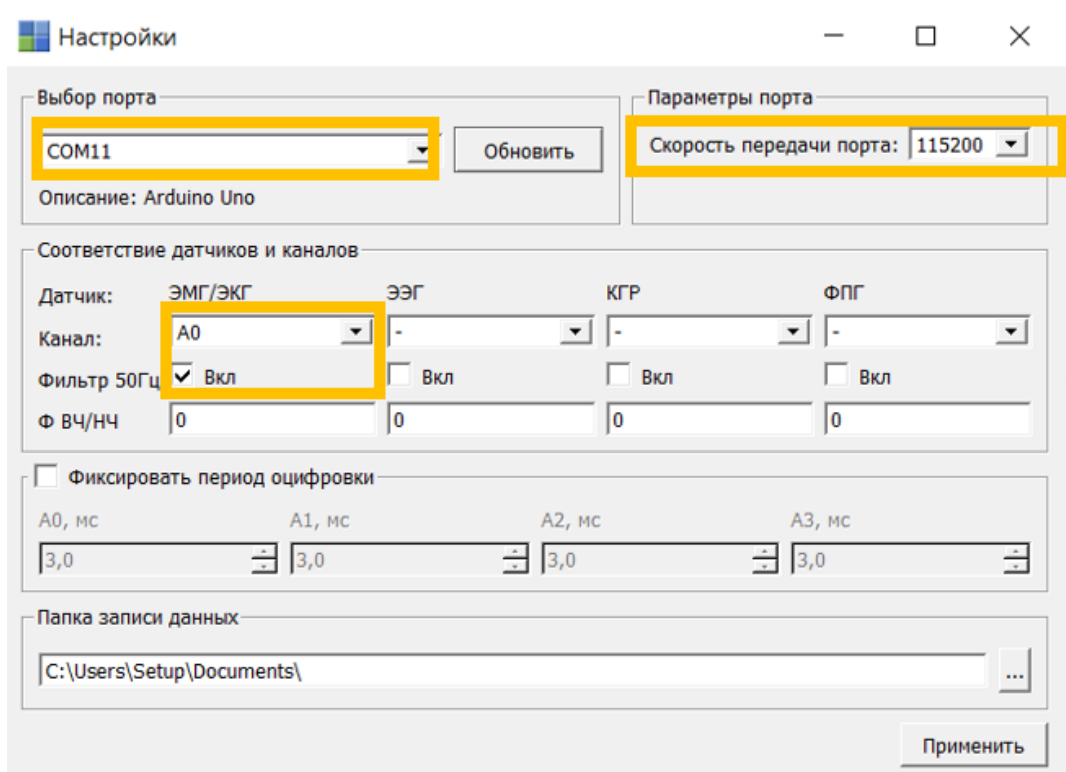 Настройки
Выбор порта
Параметры порта
COM11
Обновить
Скорость передачи порта: 115200
Описание: Arduino Uno
Соответствие датчиков и каналов
Датчик: ЭМГ/ЭКГ ЭЭГ КГР ФПГ
Канал: A0 - - -
Фильтр 50Гц Вкл Вкл Вкл Вкл
Ф ВЧ/НЧ 0 0 0 0
Фиксировать период оцифровки
A0, мс A1, мс A2, мс A3, мс
3,0 3,0 3,0 3,0
Папка записи данных
C:\Users\Setup\Documents\
...
Применить